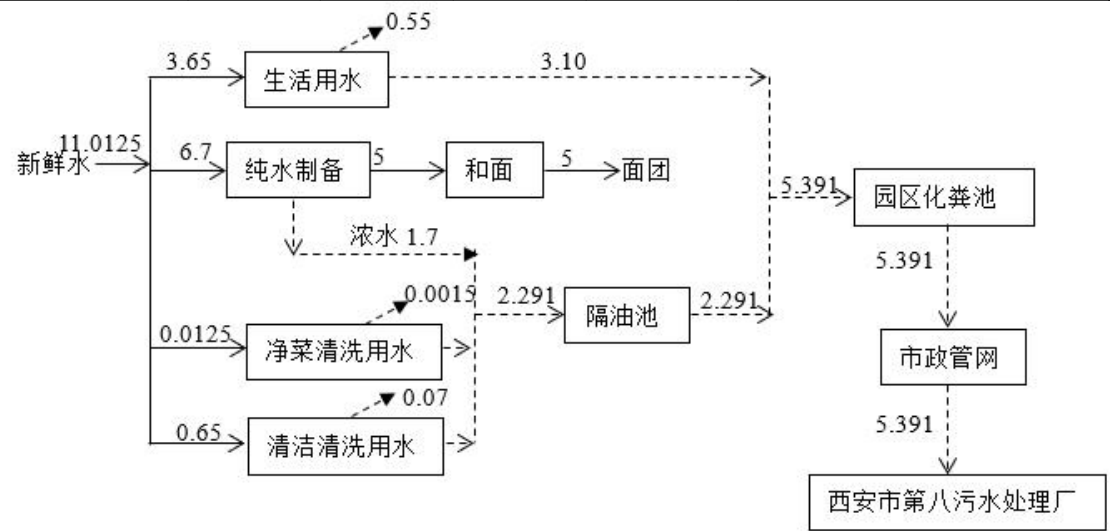 0.55
3.65
生活用水
3.10
11.0125
新鲜水
6.7
纯水制备
5
和面
5
面团
5.391
园区化粪池
浓水 1.7
5.391
0.0015
2.291
隔油池
2.291
0.0125
净菜清洗用水
市政管网
0.07
0.65
清洁清洗用水
5.391
西安市第八污水处理厂